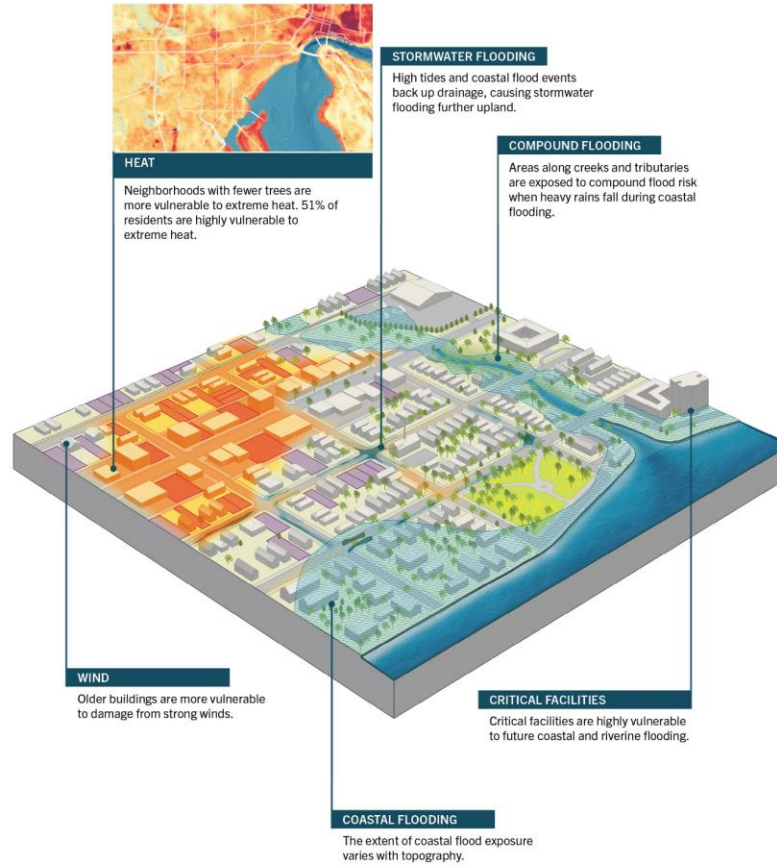 STORMWATER FLOODING
High tides and coastal flood events
back up drainage, causing stormwater
flooding further upland.
COMPOUND FLOODING
Areas along creeks and tributaries
are exposed to compound flood risk
when heavy rains fall during coastal
flooding.
HEAT
Neighborhoods with fewer trees are
more vulnerable to extreme heat. 51% of
residents are highly vulnerable to
extreme heat.
WIND
Older buildings are more vulnerable
to damage from strong winds.
CRITICAL FACILITIES
Critical facilities are highly vulnerable
to future coastal and riverine flooding.
COASTAL FLOODING
The extent of coastal flood exposure
varies with topography.